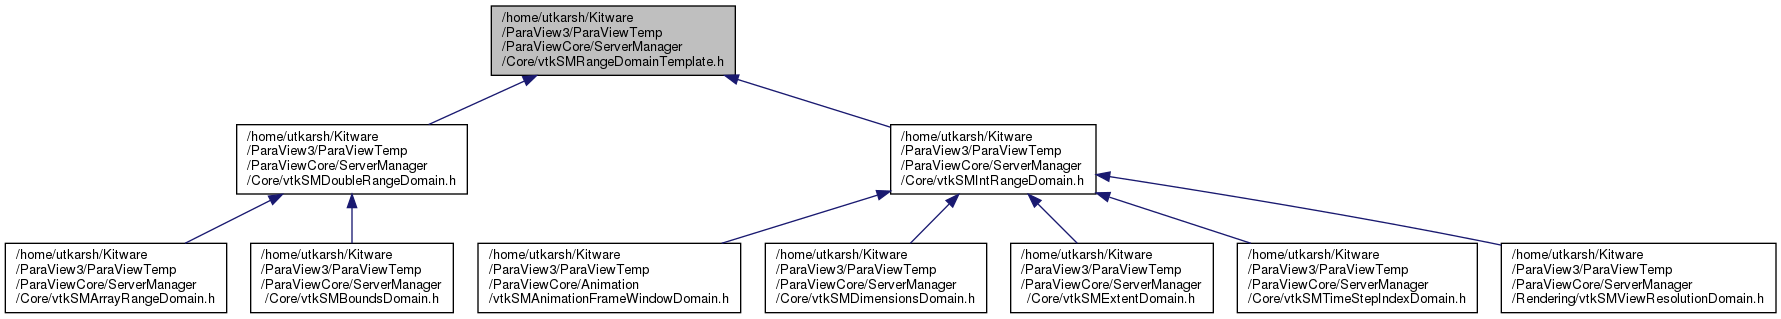 /home/utkarsh/Kitware
/ParaView3/ParaViewTemp
/ParaViewCore/ServerManager
/Core/vtkSMRangeDomainTemplate.h
/home/utkarsh/Kitware
/ParaView3/ParaViewTemp
/ParaViewCore/ServerManager
/Core/vtkSMDoubleRangeDomain.h
/home/utkarsh/Kitware
/ParaView3/ParaViewTemp
/ParaViewCore/ServerManager
/Core/vtkSMIntRangeDomain.h
/home/utkarsh/Kitware
/ParaView3/ParaViewTemp
/ParaViewCore/ServerManager
/Core/vtkSMArrayRangeDomain.h
/home/utkarsh/Kitware
/ParaView3/ParaViewTemp
/ParaViewCore/ServerManager
/Core/vtkSMBoundsDomain.h
/home/utkarsh/Kitware
/ParaView3/ParaViewTemp
/ParaViewCore/Animation
/vtkSMAnimationFrameWindowDomain.h
/home/utkarsh/Kitware
/ParaView3/ParaViewTemp
/ParaViewCore/ServerManager
/Core/vtkSMDimensionsDomain.h
/home/utkarsh/Kitware
/ParaView3/ParaViewTemp
/ParaViewCore/ServerManager
/Core/vtkSMExtentDomain.h
/home/utkarsh/Kitware
/ParaView3/ParaViewTemp
/ParaViewCore/ServerManager
/Core/vtkSMTimeStepIndexDomain.h
/home/utkarsh/Kitware
/ParaView3/ParaViewTemp
/ParaViewCore/ServerManager
/Rendering/vtkSMViewResolutionDomain.h